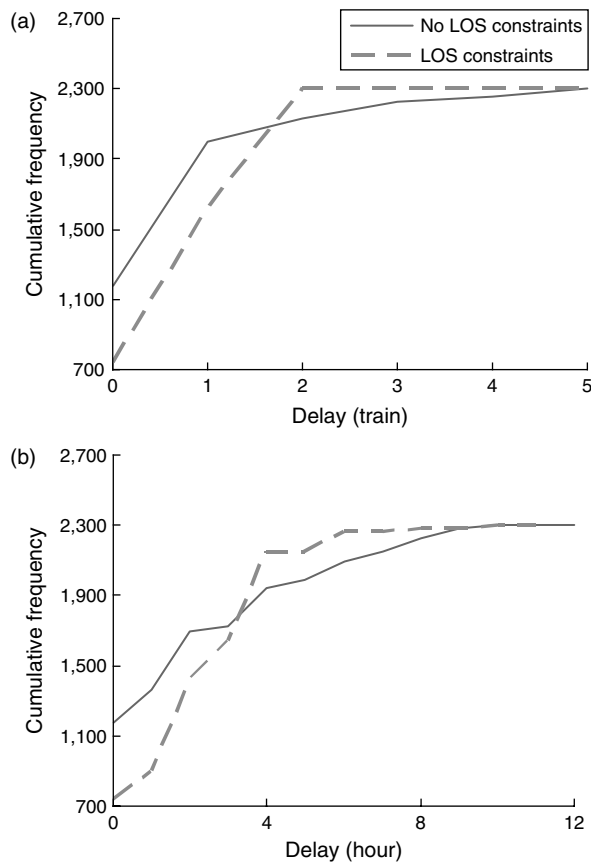 (a)
2,700
2,300
1,900
1,500
1,100
700
Cumulative frequency
No LOS constraints
LOS constraints
0 1 2 3 4 5
Delay (train)
(b)
2,700
2,300
1,900
1,500
1,100
700
Cumulative frequency
0 4 8 12
Delay (hour)